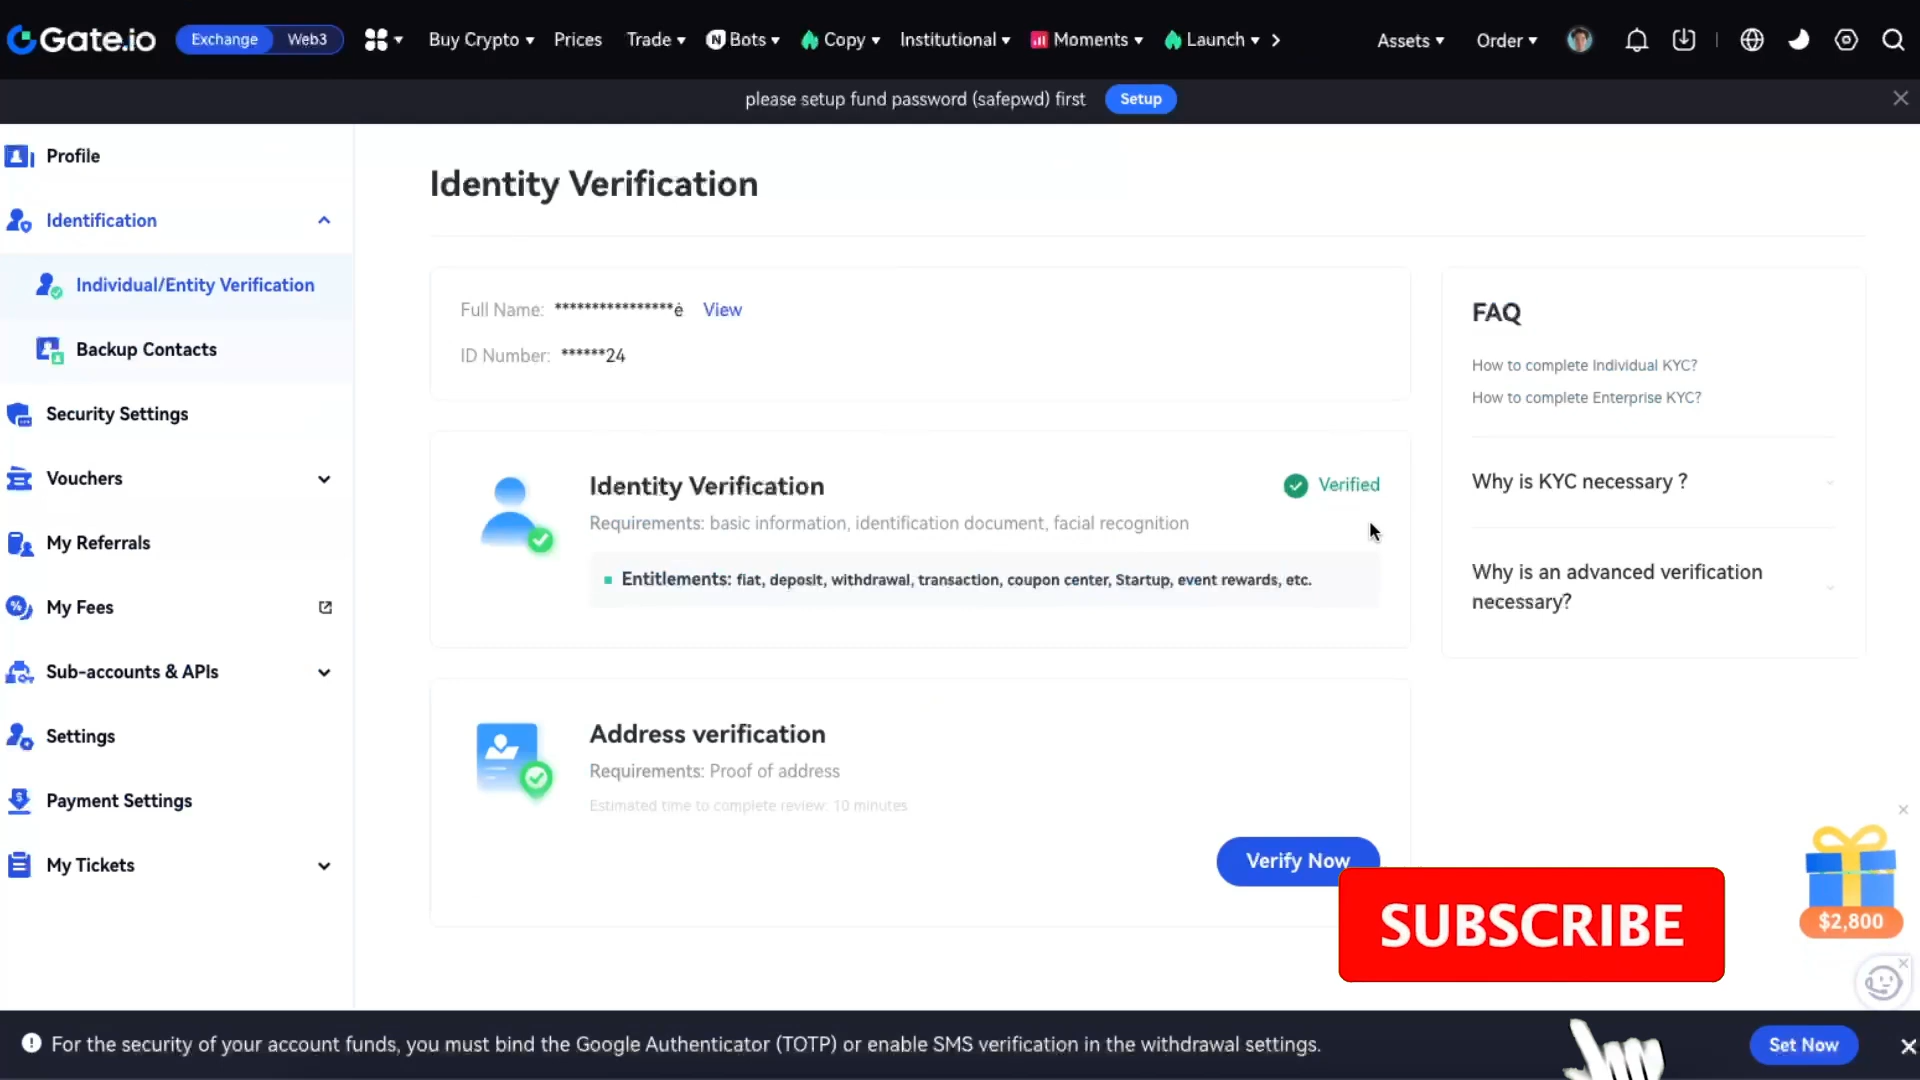 Gate.io
Exchange Web3 Buy Crypto Prices Trade Bots Copy Institutional Moments Launch Assets Order
please setup fund password (safepwd) first Setup
Profile
Identification
Individual/Entity Verification
Backup Contacts
Security Settings
Vouchers
My Referrals
My Fees
Sub-accounts & APIs
Settings
Payment Settings
My Tickets
Identity Verification
Full Name: ****************ė View
ID Number: ******24
Identity Verification
Verified
Requirements: basic information, identification document, facial recognition
Entitlements: fiat, deposit, withdrawal, transaction, coupon center, Startup, event rewards, etc.
Address verification
Requirements: Proof of address
Estimated time to complete review: 10 minutes
Verify Now
FAQ
How to complete Individual KYC?
How to complete Enterprise KYC?
Why is KYC necessary ?
Why is an advanced verification
necessary?
SUBSCRIBE
$2,800
For the security of your account funds, you must bind the Google Authenticator (TOTP) or enable SMS verification in the withdrawal settings.
Set Now